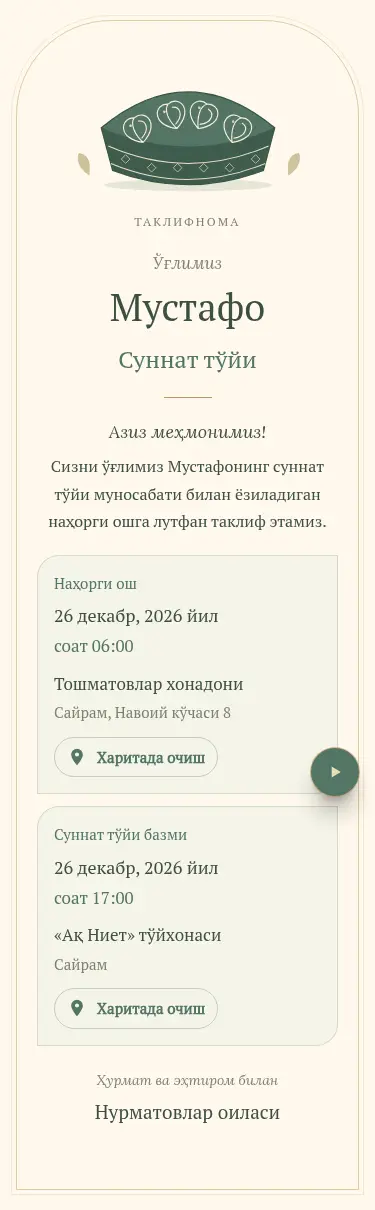 ТАКЛИФНОМА
Ўғлимиз
Мустафо
Суннат тўйи
Азиз меҳмонимиз!
Сизни ўғлимиз Мустафонинг суннат
тўйи муносабати билан ёзиладиган
наҳорги ошга лутфан таклиф этамиз.
Наҳорги ош
26 декабр, 2026 йил
соат 06:00
Тошматовлар хонадони
Сайрам, Навоий кўчаси 8
Харитада очиш
Суннат тўйи базми
26 декабр, 2026 йил
соат 17:00
«Ақ Ниет» тўйхонаси
Сайрам
Харитада очиш
Ҳурмат ва эҳтиром билан
Нурматовлар оиласи